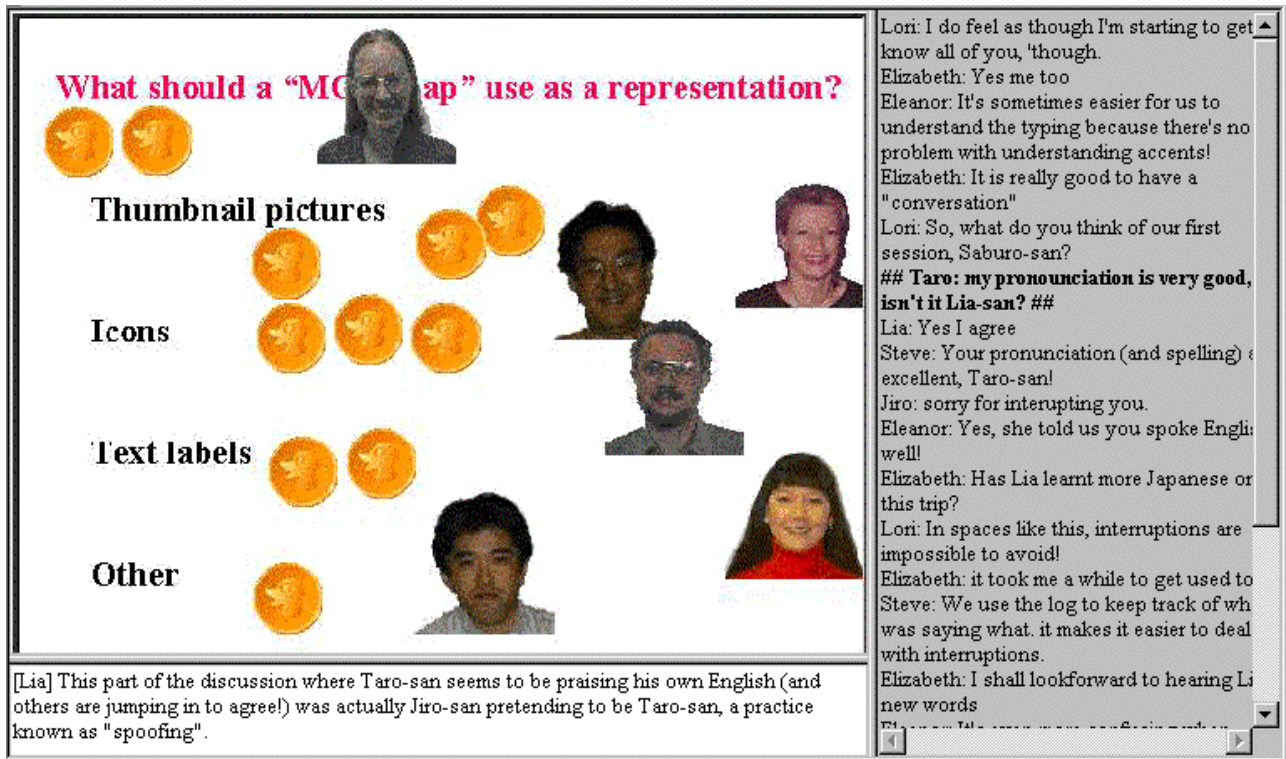 What should a "MC ap" use as a representation?
Thumbnail pictures
Icons
Text labels
Other
[Lia] This part of the discussion where Taro-san seems to be praising his own English (and
others are jumping in to agree!) was actually Jiro-san pretending to be Taro-san, a practice
known as "spoofing".
Lori: I do feel as though I'm starting to get
know all of you, 'though.
Elizabeth: Yes me too
Eleanor: It's sometimes easier for us to
understand the typing because there's no
problem with understanding accents!
Elizabeth: It is really good to have a
"conversation"
Lori: So, what do you think of our first
session, Saburo-san?
## Taro: my pronounciation is very good,
isn't it Lia-san? ##
Lia: Yes I agree
Steve: Your pronunciation (and spelling)
excellent, Taro-san!
Jiro: sorry for interupting you.
Eleanor: Yes, she told us you spoke Englis
well!
Elizabeth: Has Lia learnt more Japanese or
this trip?
Lori: In spaces like this, interruptions are
impossible to avoid!
Elizabeth: it took me a while to get used to
Steve: We use the log to keep track of wh
was saying what. it makes it easier to deal
with interruptions.
Elizabeth: I shall lookforward to hearing Li
new words